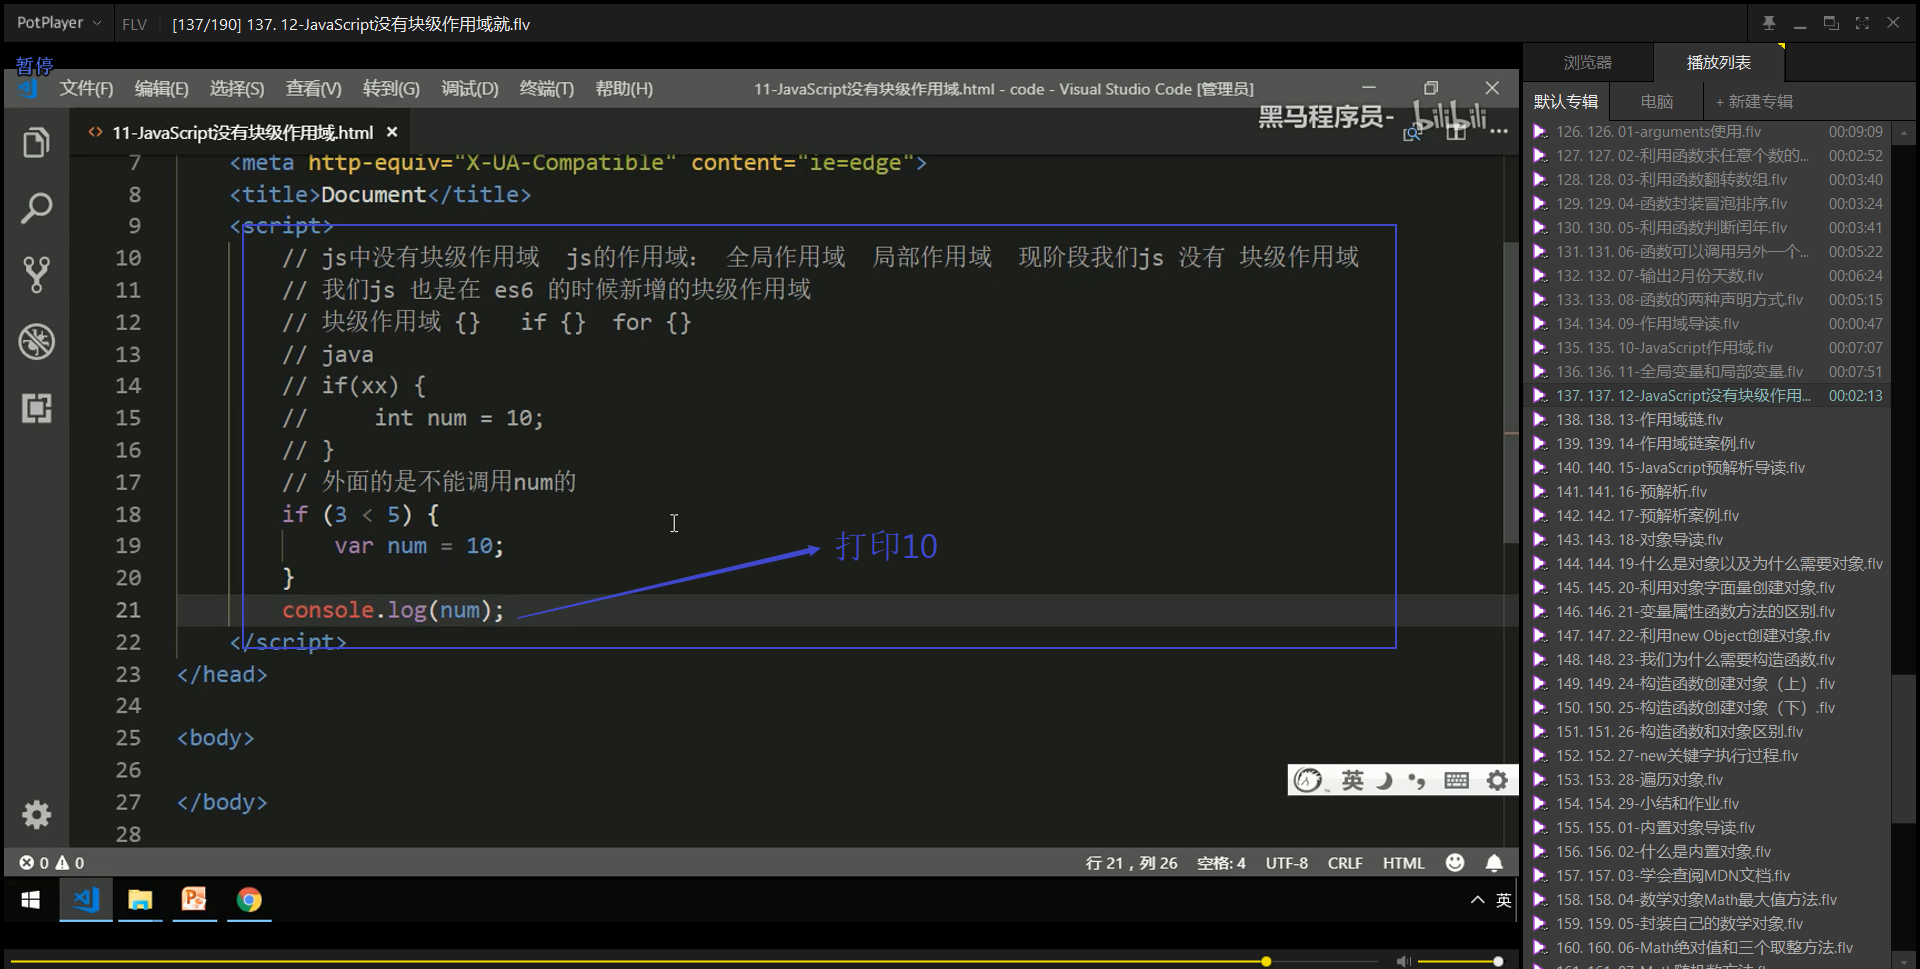 PotPlayer FLV [137/190] 137. 12-JavaScript没有块级作用域就.flv
暂停
文件(F) 编辑(E) 选择(S) 查看(V) 转到(G) 调试(D) 终端(T) 帮助(H) 11-JavaScript没有块级作用域.html - code - Visual Studio Code [管理员]
黑马程序员- bilibili
<> 11-JavaScript没有块级作用域.html ×
7 <meta http-equiv="X-UA-Compatible" content="ie=edge">
8 <title>Document</title>
9 <script>
10 // js中没有块级作用域 js的作用域: 全局作用域 局部作用域 现阶段我们js 没有 块级作用域
11 // 我们js 也是在 es6 的时候新增的块级作用域
12 // 块级作用域 {} if {} for {}
13 // java
14 // if(xx) {
15 // int num = 10;
16 // }
17 // 外面的是不能调用num的
18 if (3 < 5) {
19 var num = 10;
打印10
20 }
21 console.log(num);
22 </script>
23 </head>
24
25 <body>
26
27 </body>
28
英
0 0 行 21，列 26 空格: 4 UTF-8 CRLF HTML
英
浏览器 播放列表
默认专辑 电脑 + 新建专辑
126. 126. 01-arguments使用.flv 00:09:09
127. 127. 02-利用函数求任意个数的... 00:02:52
128. 128. 03-利用函数翻转数组.flv 00:03:40
129. 129. 04-函数封装冒泡排序.flv 00:03:24
130. 130. 05-利用函数判断闰年.flv 00:03:41
131. 131. 06-函数可以调用另外一个... 00:05:22
132. 132. 07-输出2月份天数.flv 00:06:24
133. 133. 08-函数的两种声明方式.flv 00:05:15
134. 134. 09-作用域导读.flv 00:00:47
135. 135. 10-JavaScript作用域.flv 00:07:07
136. 136. 11-全局变量和局部变量.flv 00:07:51
137. 137. 12-JavaScript没有块级作用... 00:02:13
138. 138. 13-作用域链.flv
139. 139. 14-作用域链案例.flv
140. 140. 15-JavaScript预解析导读.flv
141. 141. 16-预解析.flv
142. 142. 17-预解析案例.flv
143. 143. 18-对象导读.flv
144. 144. 19-什么是对象以及为什么需要对象.flv
145. 145. 20-利用对象字面量创建对象.flv
146. 146. 21-变量属性函数方法的区别.flv
147. 147. 22-利用new Object创建对象.flv
148. 148. 23-我们为什么需要构造函数.flv
149. 149. 24-构造函数创建对象（上）.flv
150. 150. 25-构造函数创建对象（下）.flv
151. 151. 26-构造函数和对象区别.flv
152. 152. 27-new关键字执行过程.flv
153. 153. 28-遍历对象.flv
154. 154. 29-小结和作业.flv
155. 155. 01-内置对象导读.flv
156. 156. 02-什么是内置对象.flv
157. 157. 03-学会查阅MDN文档.flv
158. 158. 04-数学对象Math最大值方法.flv
159. 159. 05-封装自己的数学对象.flv
160. 160. 06-Math绝对值和三个取整方法.flv